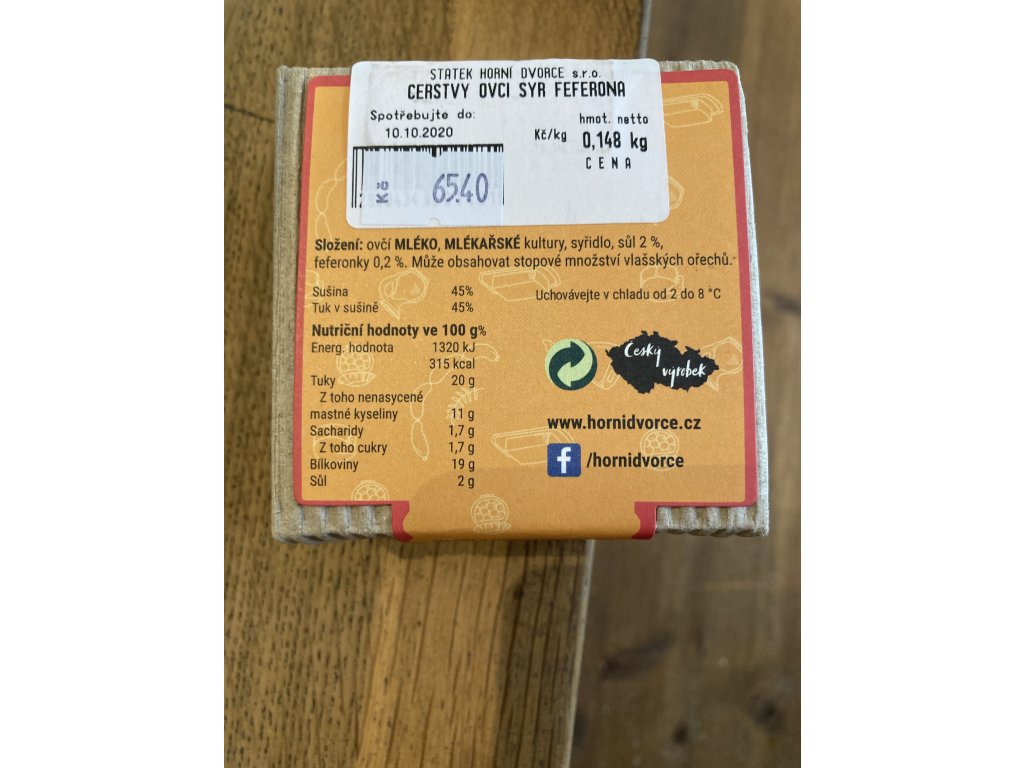 STATEK HORNÍ DVORCE s.r.o.
CERSTVY OVCI SYR FEFERONA
Spotřebujte do:
10.10.2020
Kč/kg
hmot. netto
0,148 kg
CENA
Kč 65.40
Složení: ovčí MLÉKO, MLÉKAŘSKÉ kultury, syřidlo, sůl 2 %,
feferonky 0,2 %. Může obsahovat stopové množství vlašských ořechů.
Sušina 45%
Tuk v sušině 45%
Uchovávejte v chladu od 2 do 8 °C
Nutriční hodnoty ve 100 g%
Energ. hodnota 1320 kJ
315 kcal
Tuky 20 g
Z toho nenasycené
mastné kyseliny 11 g
Sacharidy 1,7 g
Z toho cukry 1,7 g
Bílkoviny 19 g
Sůl 2 g
Český
výrobek
www.hornidvorce.cz
f /hornidvorce